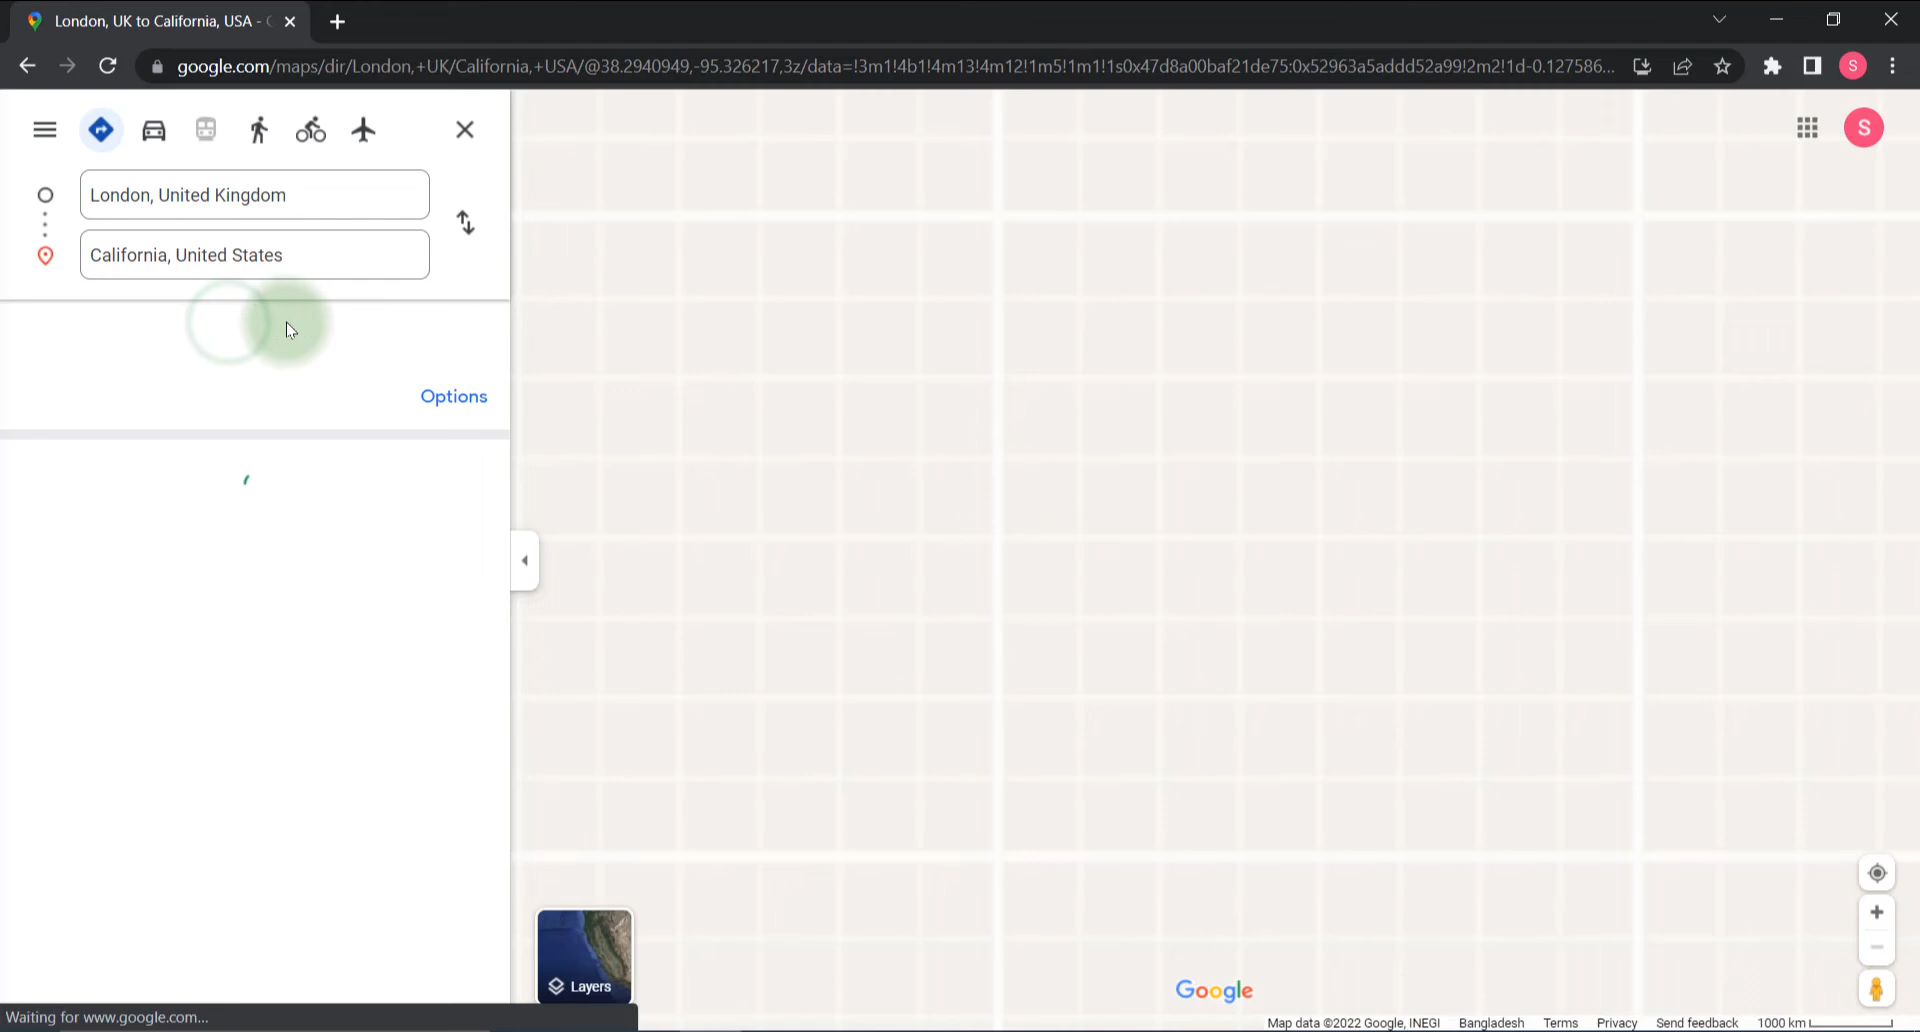 London, UK to California, USA -
google.com/maps/dir/London,+UK/California,+USA/@38.2940949,-95.326217,3z/data=!3m1!4b1!4m13!4m12!1m5!1m1!1s0x47d8a00baf21de75:0x52963a5addd52a99!2m2!1d-0.127586...
S
S
London, United Kingdom
California, United States
Options
Layers
Google
Waiting for www.google.com...
Map data ©2022 Google, INEGI Bangladesh Terms Privacy Send feedback 1000 km